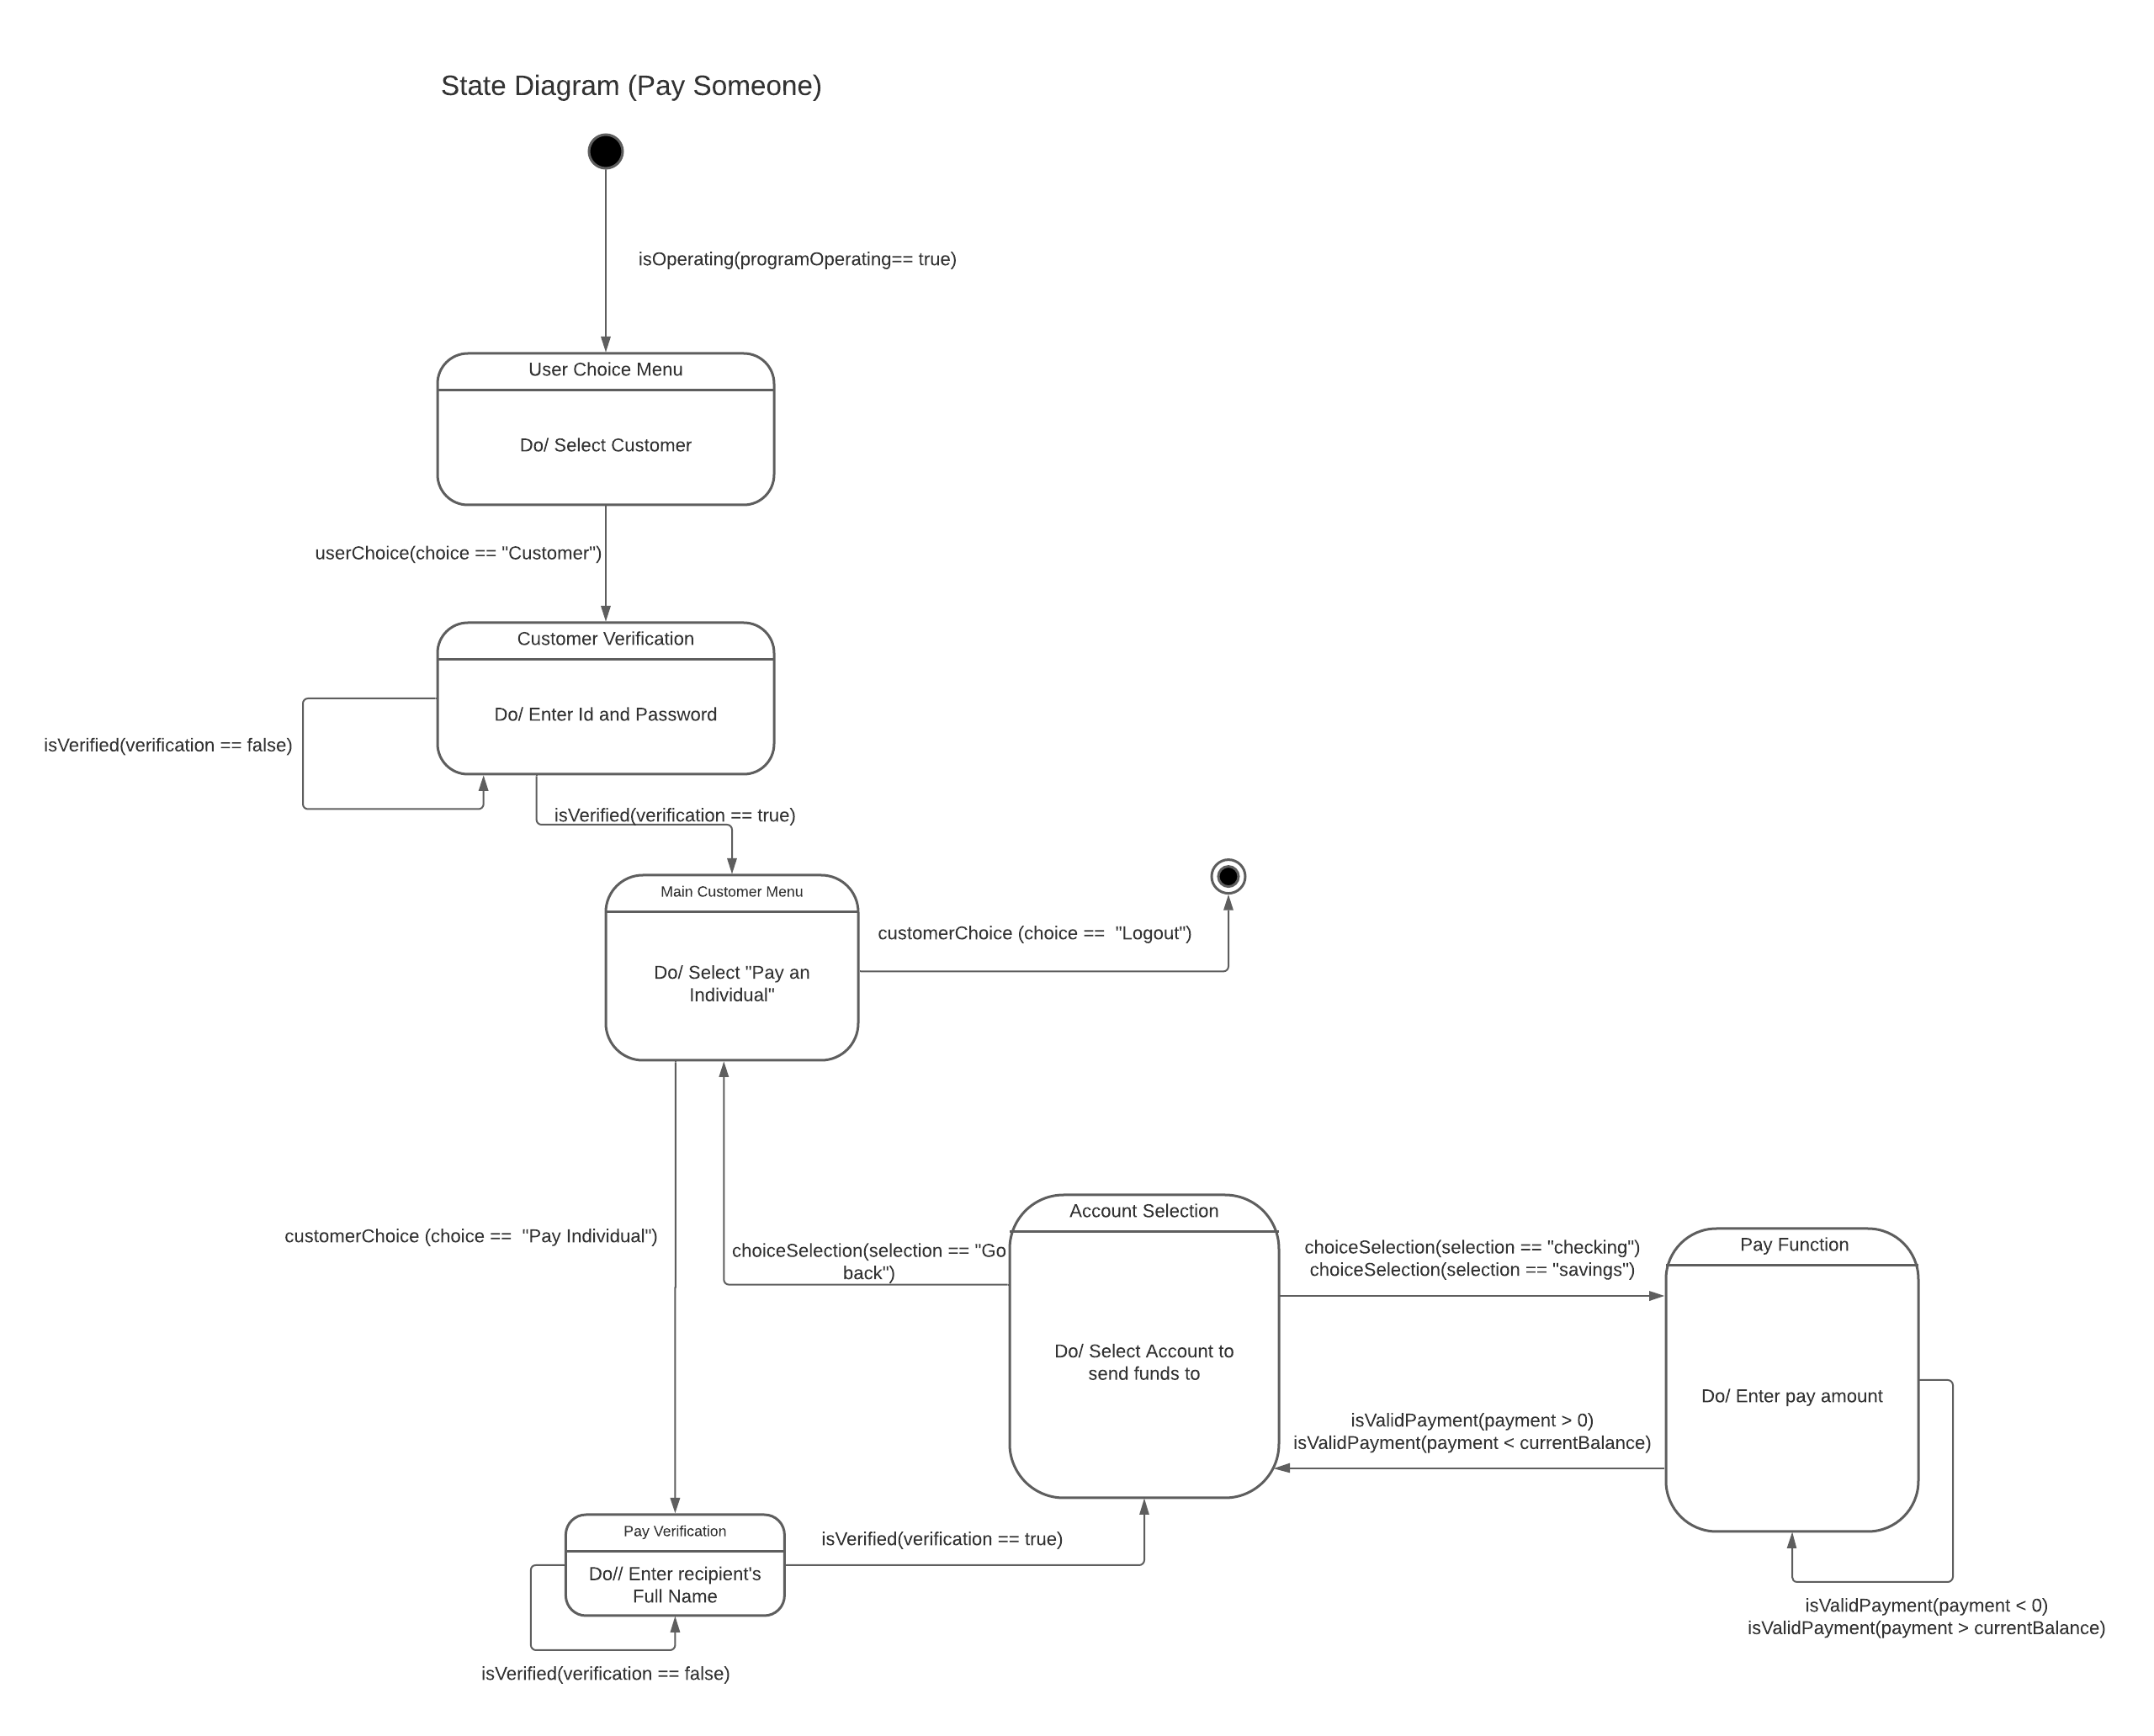 State Diagram (Pay Someone)
isOperating(programOperating== true)
User Choice Menu
Do/ Select Customer
userChoice(choice == "Customer")
Customer Verification
Do/ Enter Id and Password
isVerified(verification == false)
isVerified(verification == true)
Main Customer Menu
Do/ Select "Pay an
Individual"
customerChoice (choice ==  "Logout")
customerChoice (choice ==  "Pay Individual")
choiceSelection(selection == "Go
back")
Account Selection
Do/ Select Account to
send funds to
choiceSelection(selection == "checking")
choiceSelection(selection == "savings")
Pay Function
Do/ Enter pay amount
isValidPayment(payment > 0)
isValidPayment(payment < currentBalance)
Pay Verification
Do// Enter recipient's
Full Name
isVerified(verification == true)
isVerified(verification == false)
isValidPayment(payment < 0)
isValidPayment(payment > currentBalance)